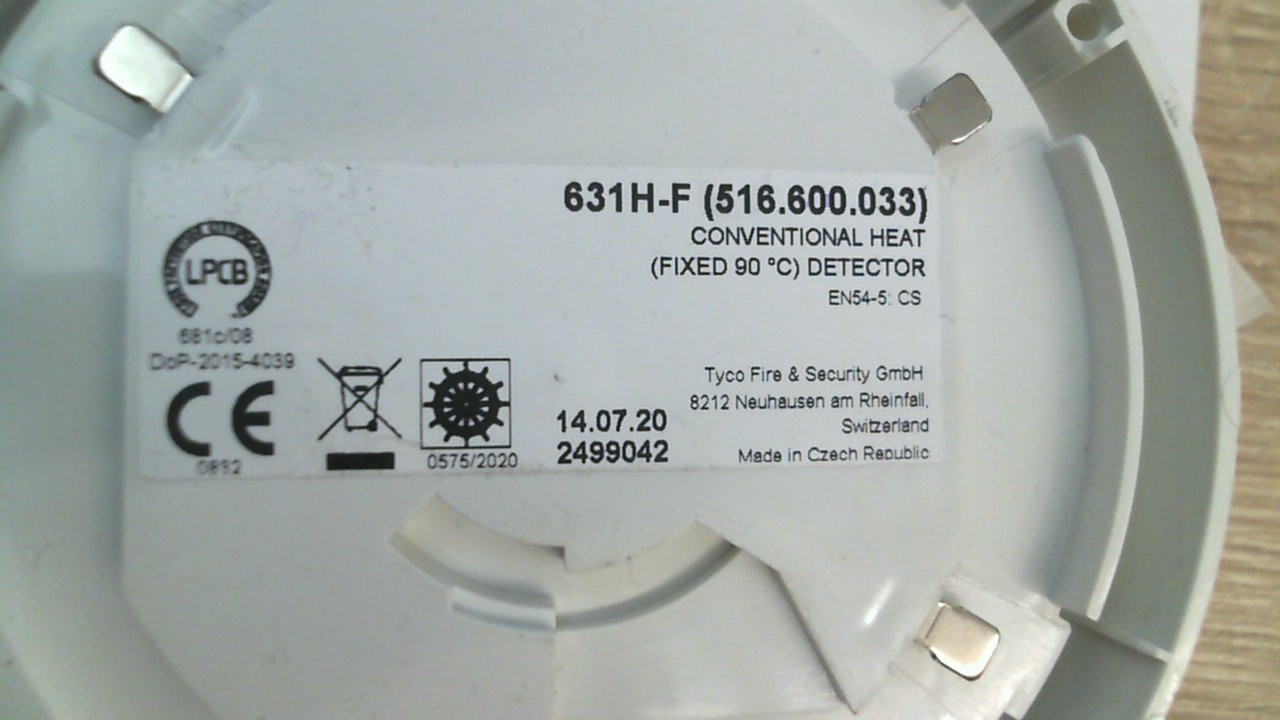 631H-F (516.600.033)
CONVENTIONAL HEAT
(FIXED 90 °C) DETECTOR
EN54-5: CS
LPCB
681c/08
DoP-2015-4039
CE
0575/2020
14.07.20
2499042
Tyco Fire & Security GmbH
8212 Neuhausen am Rheinfall,
Switzerland
Made in Czech Republic